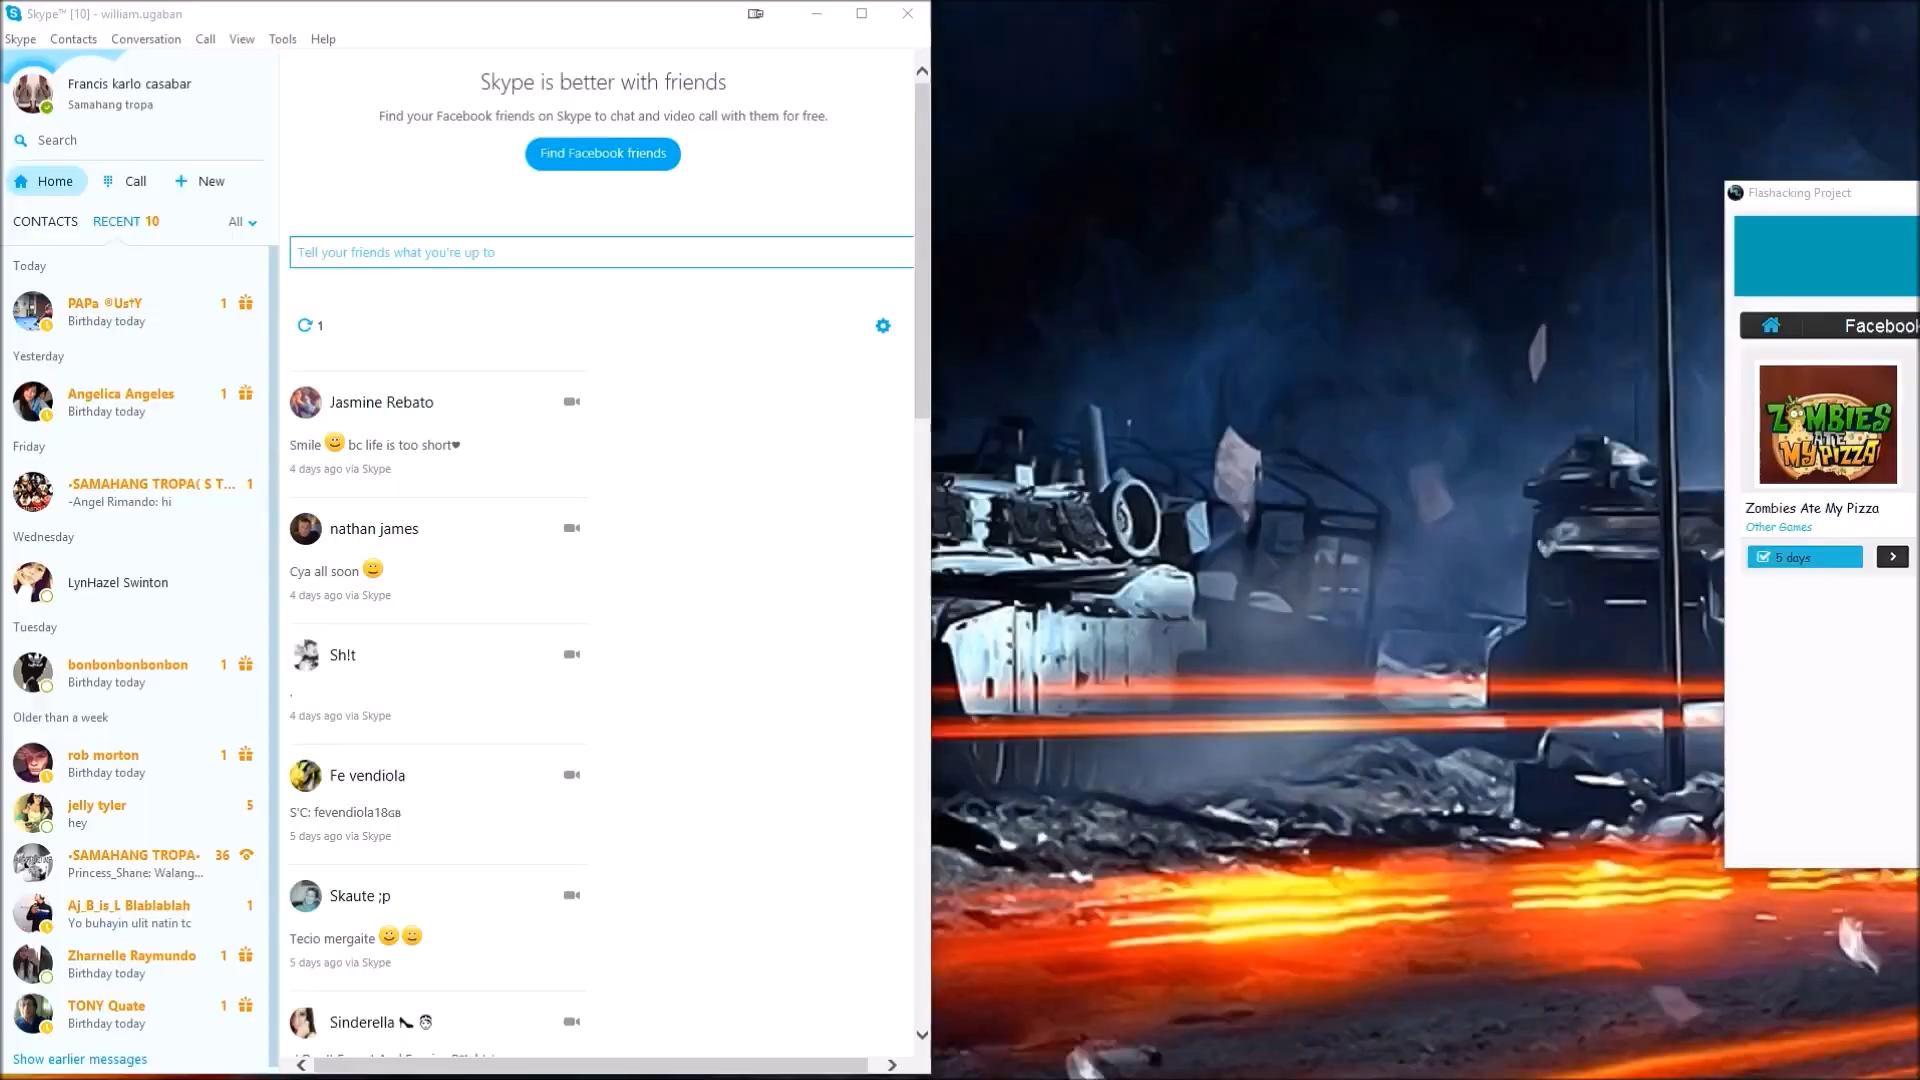 Skype™ [10] - william.ugaban
Skype Contacts Conversation Call View Tools Help
Francis karlo casabar
Samahang tropa
Search
Home Call New
CONTACTS RECENT 10 All
Today
PAPa ®Us†Y 1
Birthday today
Yesterday
Angelica Angeles 1
Birthday today
Friday
•SAMAHANG TROPA( S T... 1
-Angel Rimando: hi
Wednesday
LynHazel Swinton
Tuesday
bonbonbonbonbon 1
Birthday today
Older than a week
rob morton 1
Birthday today
jelly tyler 5
hey
•SAMAHANG TROPA• 36
Princess_Shane: Walang...
Aj_B_is_L Blablablah 1
Yo buhayin ulit natin tc
Zharnelle Raymundo 1
Birthday today
TONY Quate 1
Birthday today
Show earlier messages
Skype is better with friends
Find your Facebook friends on Skype to chat and video call with them for free.
Find Facebook friends
Tell your friends what you're up to
1
Jasmine Rebato
Smile 🙂 bc life is too short♥
4 days ago via Skype
nathan james
Cya all soon 🙂
4 days ago via Skype
Sh!t
.
4 days ago via Skype
Fe vendiola
S'C: fevendiola18GB
5 days ago via Skype
Skaute ;p
Tecio mergaite 🙂🙂
5 days ago via Skype
Sinderella
Flashacking Project
Facebook
ZOMBIES
ATE
MY PIZZA
Zombies Ate My Pizza
Other Games
5 days